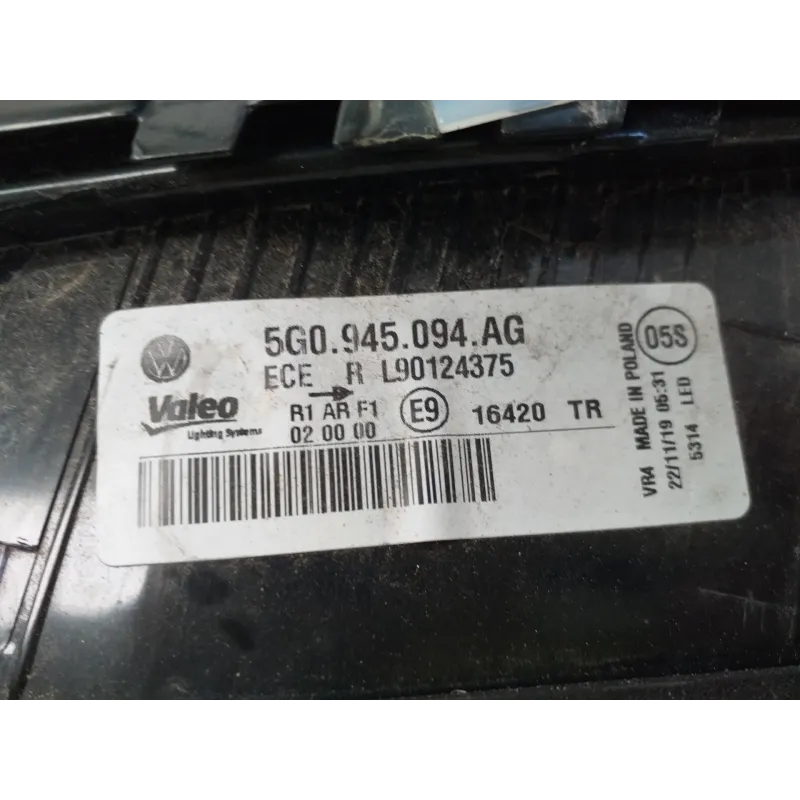 5G0.945.094.AG
ECE R L90124375
Valeo
Lighting Systems
R1 AR F1
02 00 00
E9
16420 TR
05S
VR4 MADE IN POLAND
22/11/19 05:31
5314 LED